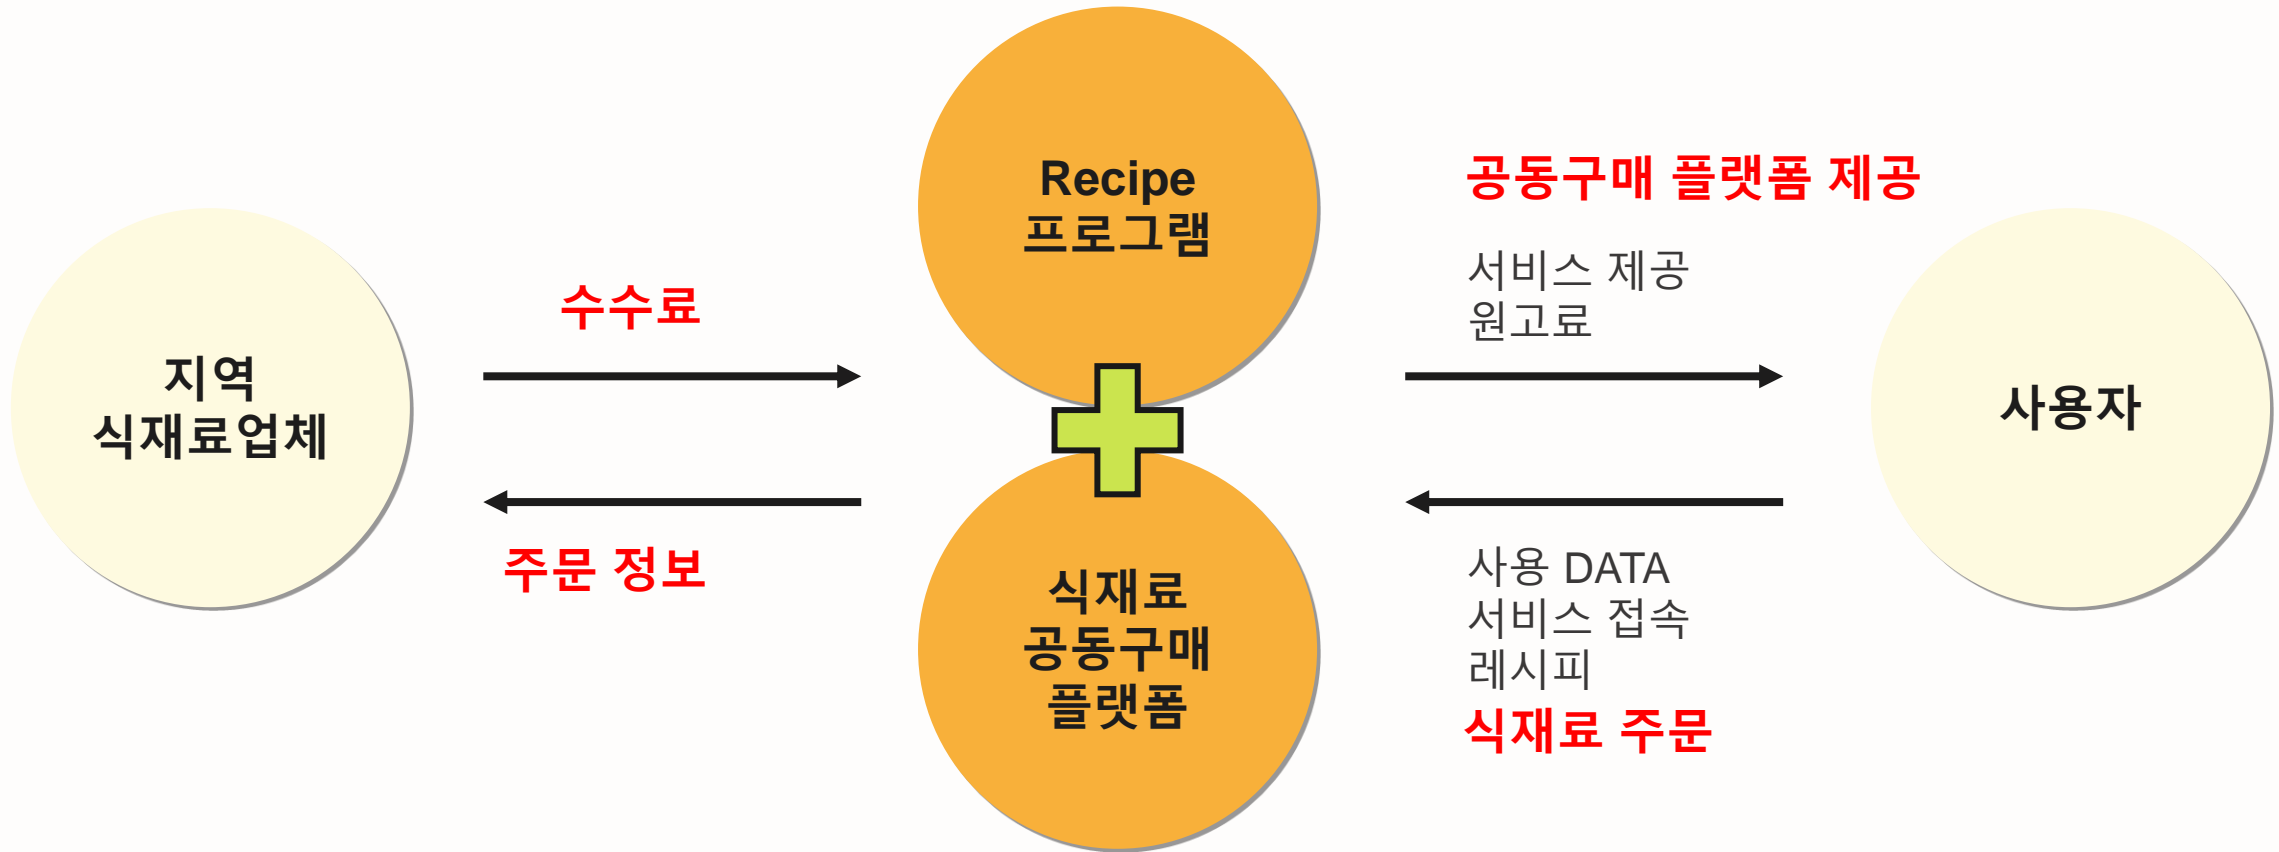 지역
식재료업체
수수료
주문 정보
Recipe
프로그램
식재료
공동구매
플랫폼
공동구매 플랫폼 제공
서비스 제공
원고료
사용 DATA
서비스 접속
레시피
식재료 주문
사용자